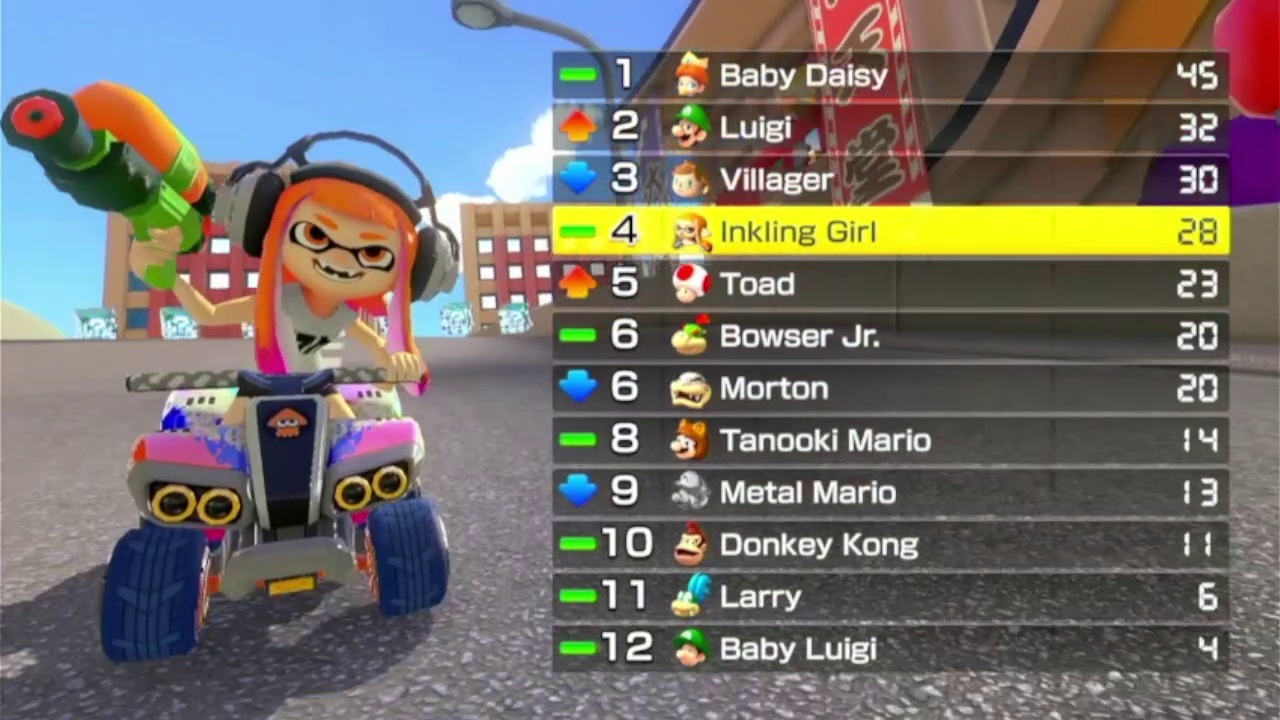 1 Baby Daisy 45
2 Luigi 32
3 Villager 30
4 Inkling Girl 28
5 Toad 23
6 Bowser Jr. 20
6 Morton 20
8 Tanooki Mario 14
9 Metal Mario 13
10 Donkey Kong 11
11 Larry 6
12 Baby Luigi 4
天
堂